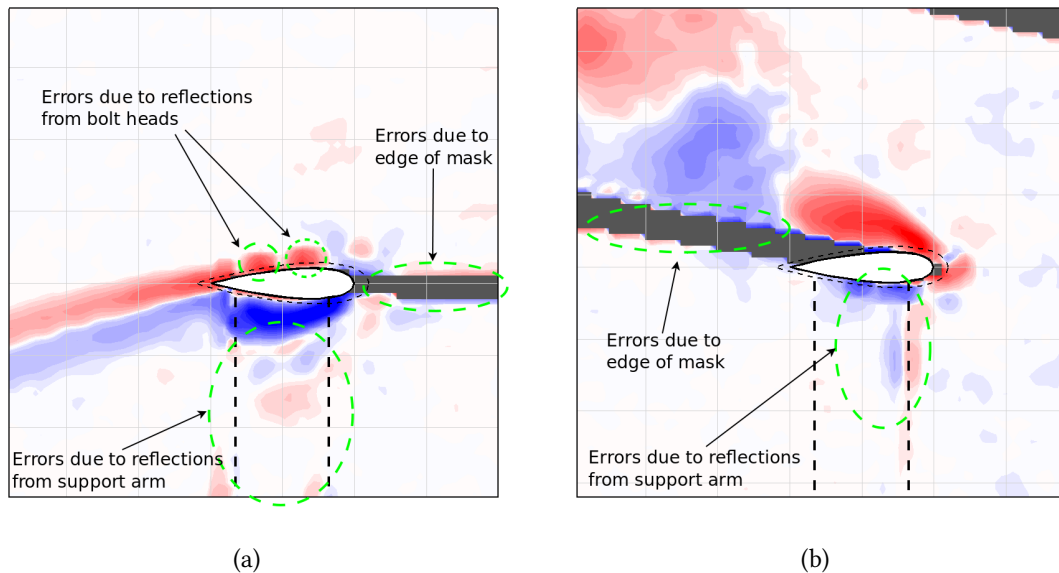 Errors due to reflections
from bolt heads
Errors due to
edge of mask
Errors due to reflections
from support arm
(a)
Errors due to
edge of mask
Errors due to reflections
from support arm
(b)